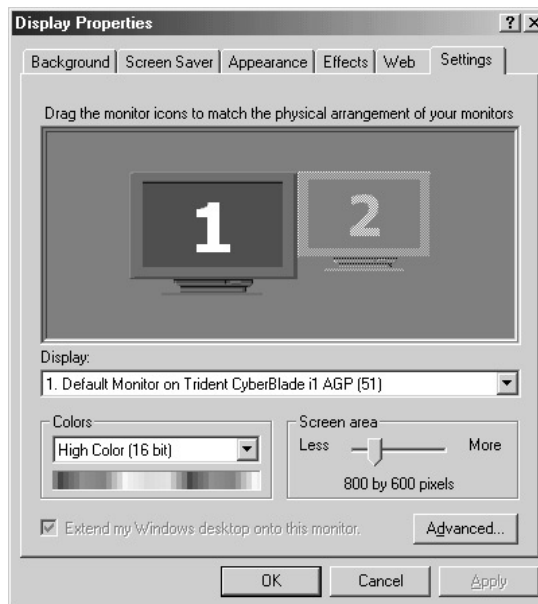 Display Properties
Background Screen Saver Appearance Effects Web Settings
Drag the monitor icons to match the physical arrangement of your monitors
1 2
Display:
1. Default Monitor on Trident CyberBlade i1 AGP (51)
Colors
High Color (16 bit)
Screen area
Less More
800 by 600 pixels
Extend my Windows desktop onto this monitor.
Advanced...
OK Cancel Apply